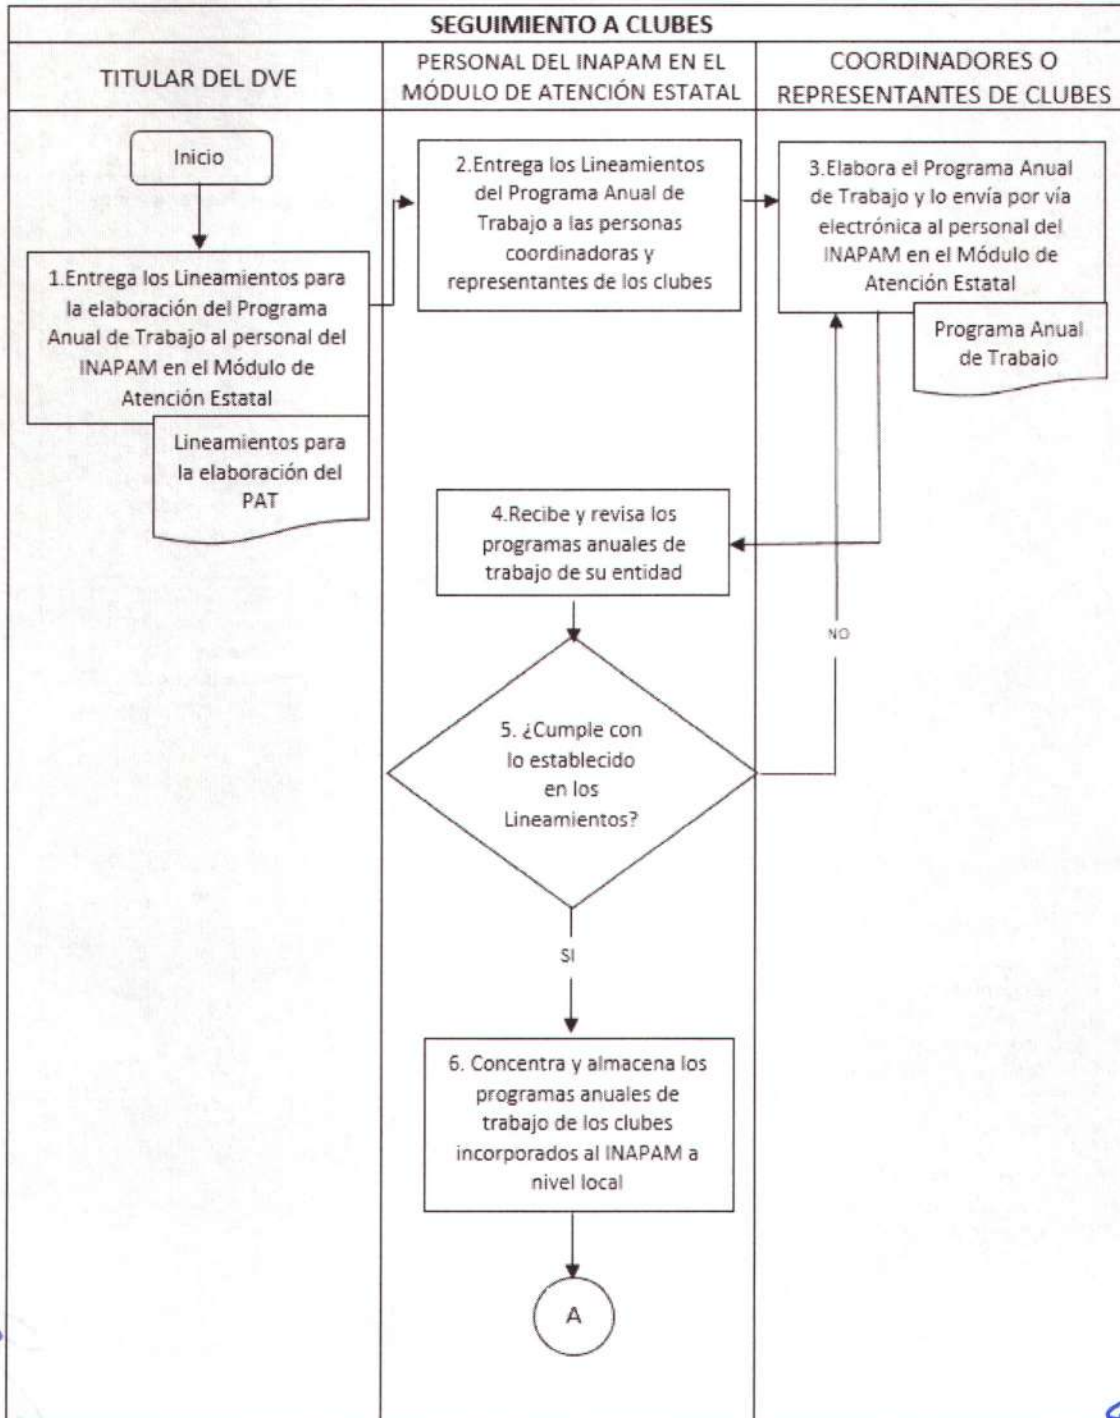 SEGUIMIENTO A CLUBES
TITULAR DEL DVE
PERSONAL DEL INAPAM EN EL
MÓDULO DE ATENCIÓN ESTATAL
COORDINADORES O
REPRESENTANTES DE CLUBES
Inicio
1.Entrega los Lineamientos para
la elaboración del Programa
Anual de Trabajo al personal del
INAPAM en el Módulo de
Atención Estatal
Lineamientos para
la elaboración del
PAT
2.Entrega los Lineamientos
del Programa Anual de
Trabajo a las personas
coordinadoras y
representantes de los clubes
3.Elabora el Programa Anual
de Trabajo y lo envía por vía
electrónica al personal del
INAPAM en el Módulo de
Atención Estatal
Programa Anual
de Trabajo
4.Recibe y revisa los
programas anuales de
trabajo de su entidad
5. ¿Cumple con
lo establecido
en los
Lineamientos?
NO
SI
6. Concentra y almacena los
programas anuales de
trabajo de los clubes
incorporados al INAPAM a
nivel local
A